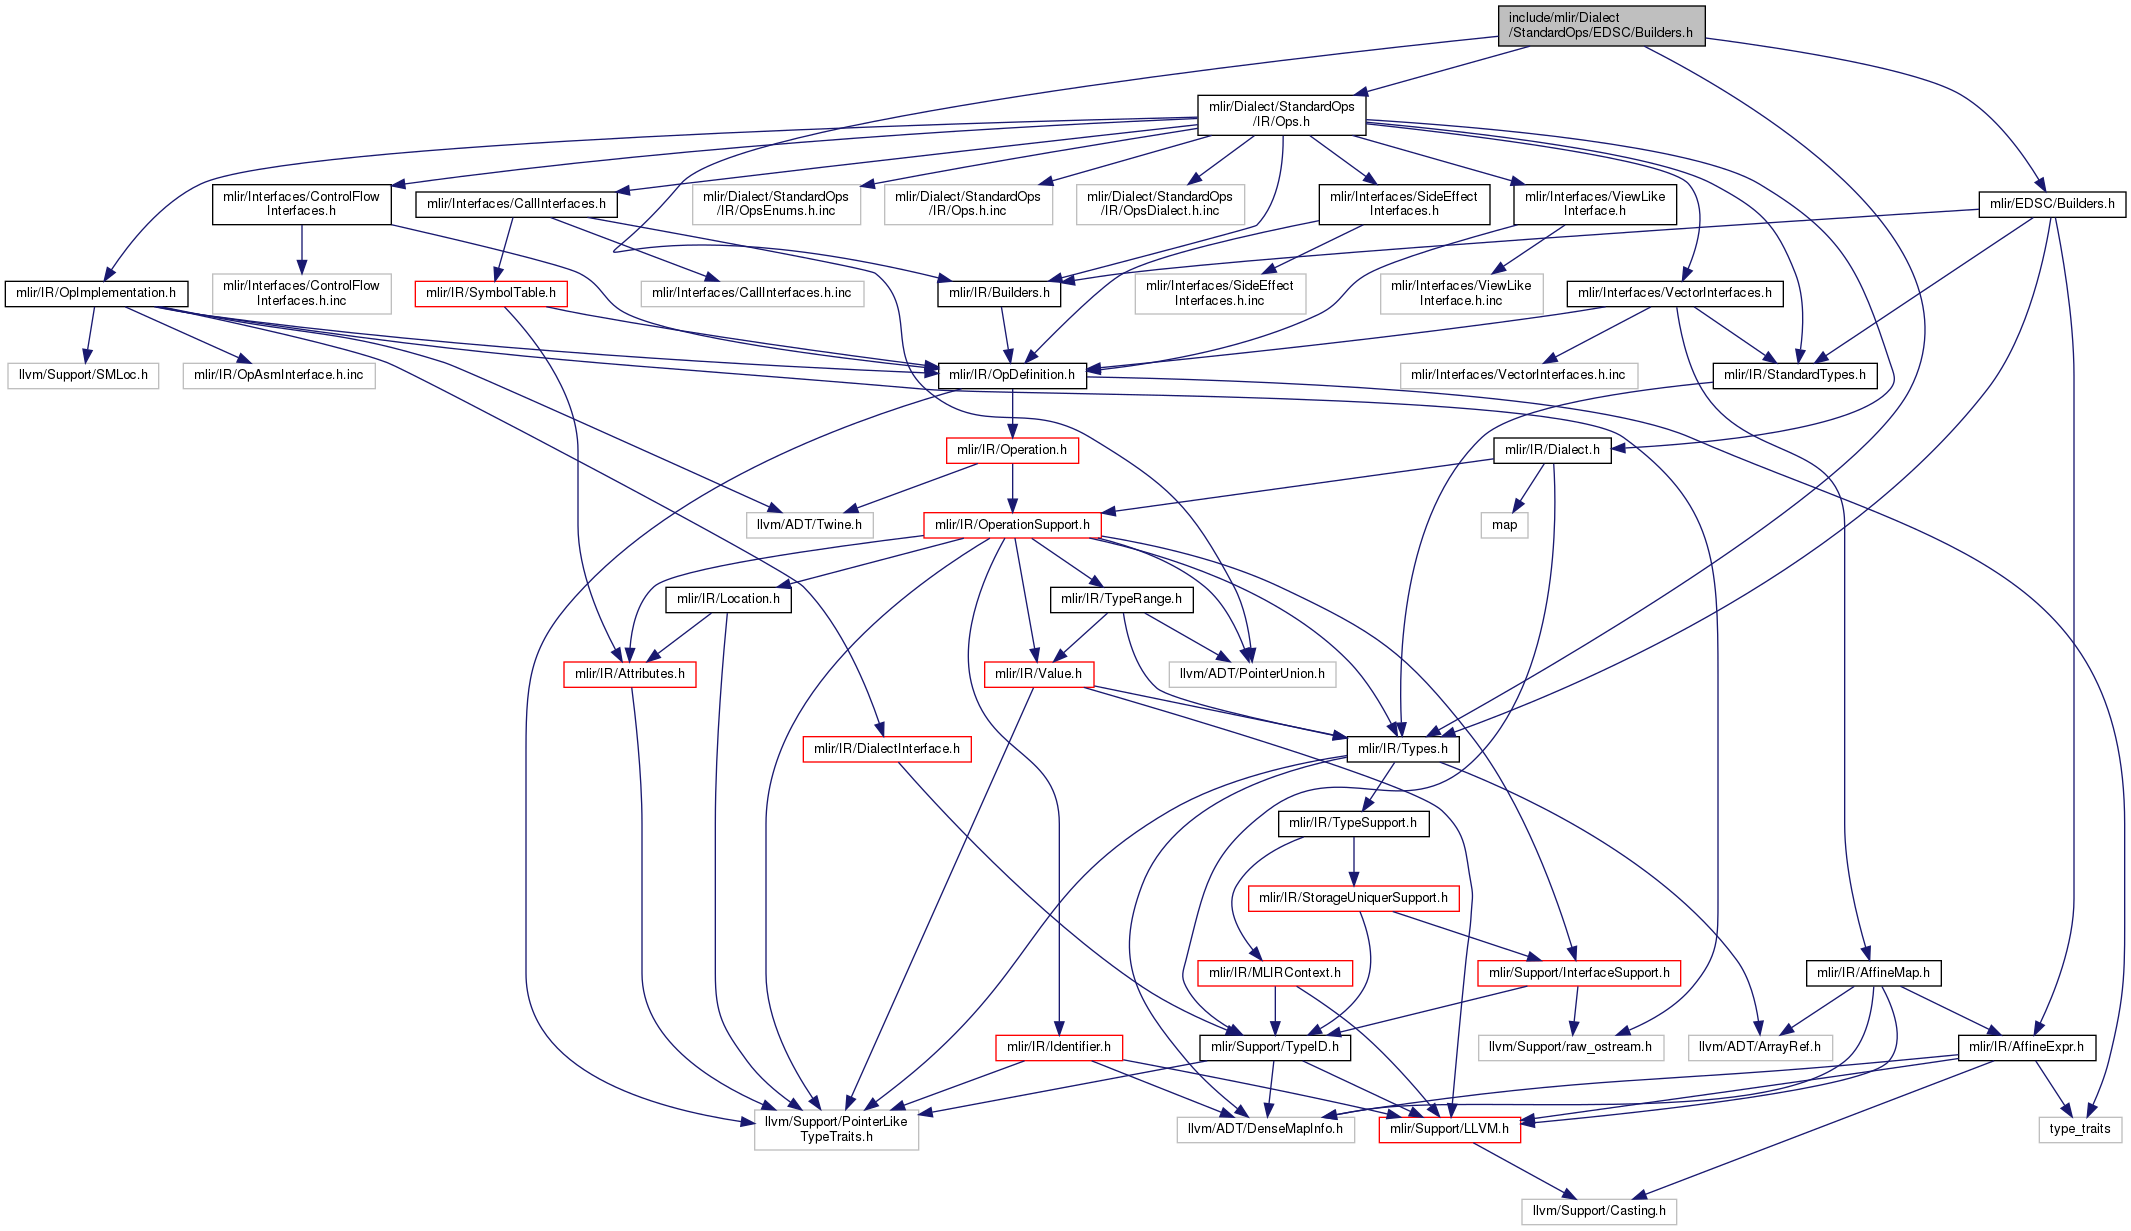 include/mlir/Dialect
/StandardOps/EDSC/Builders.h
mlir/Dialect/StandardOps
/IR/Ops.h
mlir/Interfaces/ControlFlow
Interfaces.h
mlir/Interfaces/CallInterfaces.h
mlir/Dialect/StandardOps
/IR/OpsEnums.h.inc
mlir/Dialect/StandardOps
/IR/Ops.h.inc
mlir/Dialect/StandardOps
/IR/OpsDialect.h.inc
mlir/Interfaces/SideEffect
Interfaces.h
mlir/Interfaces/ViewLike
Interface.h
mlir/EDSC/Builders.h
mlir/IR/OpImplementation.h
mlir/Interfaces/ControlFlow
Interfaces.h.inc
mlir/IR/SymbolTable.h
mlir/Interfaces/CallInterfaces.h.inc
mlir/IR/Builders.h
mlir/Interfaces/SideEffect
Interfaces.h.inc
mlir/Interfaces/ViewLike
Interface.h.inc
mlir/Interfaces/VectorInterfaces.h
llvm/Support/SMLoc.h
mlir/IR/OpAsmInterface.h.inc
mlir/IR/OpDefinition.h
mlir/Interfaces/VectorInterfaces.h.inc
mlir/IR/StandardTypes.h
mlir/IR/Operation.h
mlir/IR/Dialect.h
llvm/ADT/Twine.h
mlir/IR/OperationSupport.h
map
mlir/IR/Location.h
mlir/IR/TypeRange.h
mlir/IR/Attributes.h
mlir/IR/Value.h
llvm/ADT/PointerUnion.h
mlir/IR/DialectInterface.h
mlir/IR/Types.h
mlir/IR/TypeSupport.h
mlir/IR/StorageUniquerSupport.h
mlir/IR/MLIRContext.h
mlir/Support/InterfaceSupport.h
mlir/IR/AffineMap.h
mlir/IR/Identifier.h
mlir/Support/TypeID.h
llvm/Support/raw_ostream.h
llvm/ADT/ArrayRef.h
mlir/IR/AffineExpr.h
llvm/Support/PointerLike
TypeTraits.h
llvm/ADT/DenseMapInfo.h
mlir/Support/LLVM.h
type_traits
llvm/Support/Casting.h